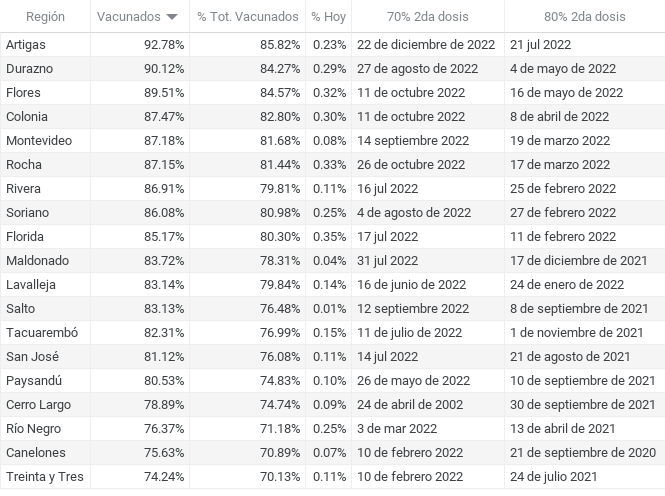 Región Vacunados % Tot. Vacunados % Hoy 70% 2da dosis 80% 2da dosis
Artigas 92.78% 85.82% 0.23% 22 de diciembre de 2022 21 jul 2022
Durazno 90.12% 84.27% 0.29% 27 de agosto de 2022 4 de mayo de 2022
Flores 89.51% 84.57% 0.32% 11 de octubre 2022 16 de mayo de 2022
Colonia 87.47% 82.80% 0.30% 11 de octubre 2022 8 de abril de 2022
Montevideo 87.18% 81.68% 0.08% 14 septiembre 2022 19 de marzo 2022
Rocha 87.15% 81.44% 0.33% 26 de octubre 2022 17 de marzo 2022
Rivera 86.91% 79.81% 0.11% 16 jul 2022 25 de febrero 2022
Soriano 86.08% 80.98% 0.25% 4 de agosto de 2022 27 de febrero 2022
Florida 85.17% 80.30% 0.35% 17 jul 2022 11 de febrero 2022
Maldonado 83.72% 78.31% 0.04% 31 jul 2022 17 de diciembre de 2021
Lavalleja 83.14% 79.84% 0.14% 16 de junio de 2022 24 de enero de 2022
Salto 83.13% 76.48% 0.01% 12 septiembre 2022 8 de septiembre de 2021
Tacuarembó 82.31% 76.99% 0.15% 11 de julio de 2022 1 de noviembre de 2021
San José 81.12% 76.08% 0.11% 14 jul 2022 21 de agosto de 2021
Paysandú 80.53% 74.83% 0.10% 26 de mayo de 2022 10 de septiembre de 2021
Cerro Largo 78.89% 74.74% 0.09% 24 de abril de 2002 30 de septiembre de 2021
Río Negro 76.37% 71.18% 0.25% 3 de mar 2022 13 de abril de 2021
Canelones 75.63% 70.89% 0.07% 10 de febrero 2022 21 de septiembre de 2020
Treinta y Tres 74.24% 70.13% 0.11% 10 de febrero 2022 24 de julio 2021